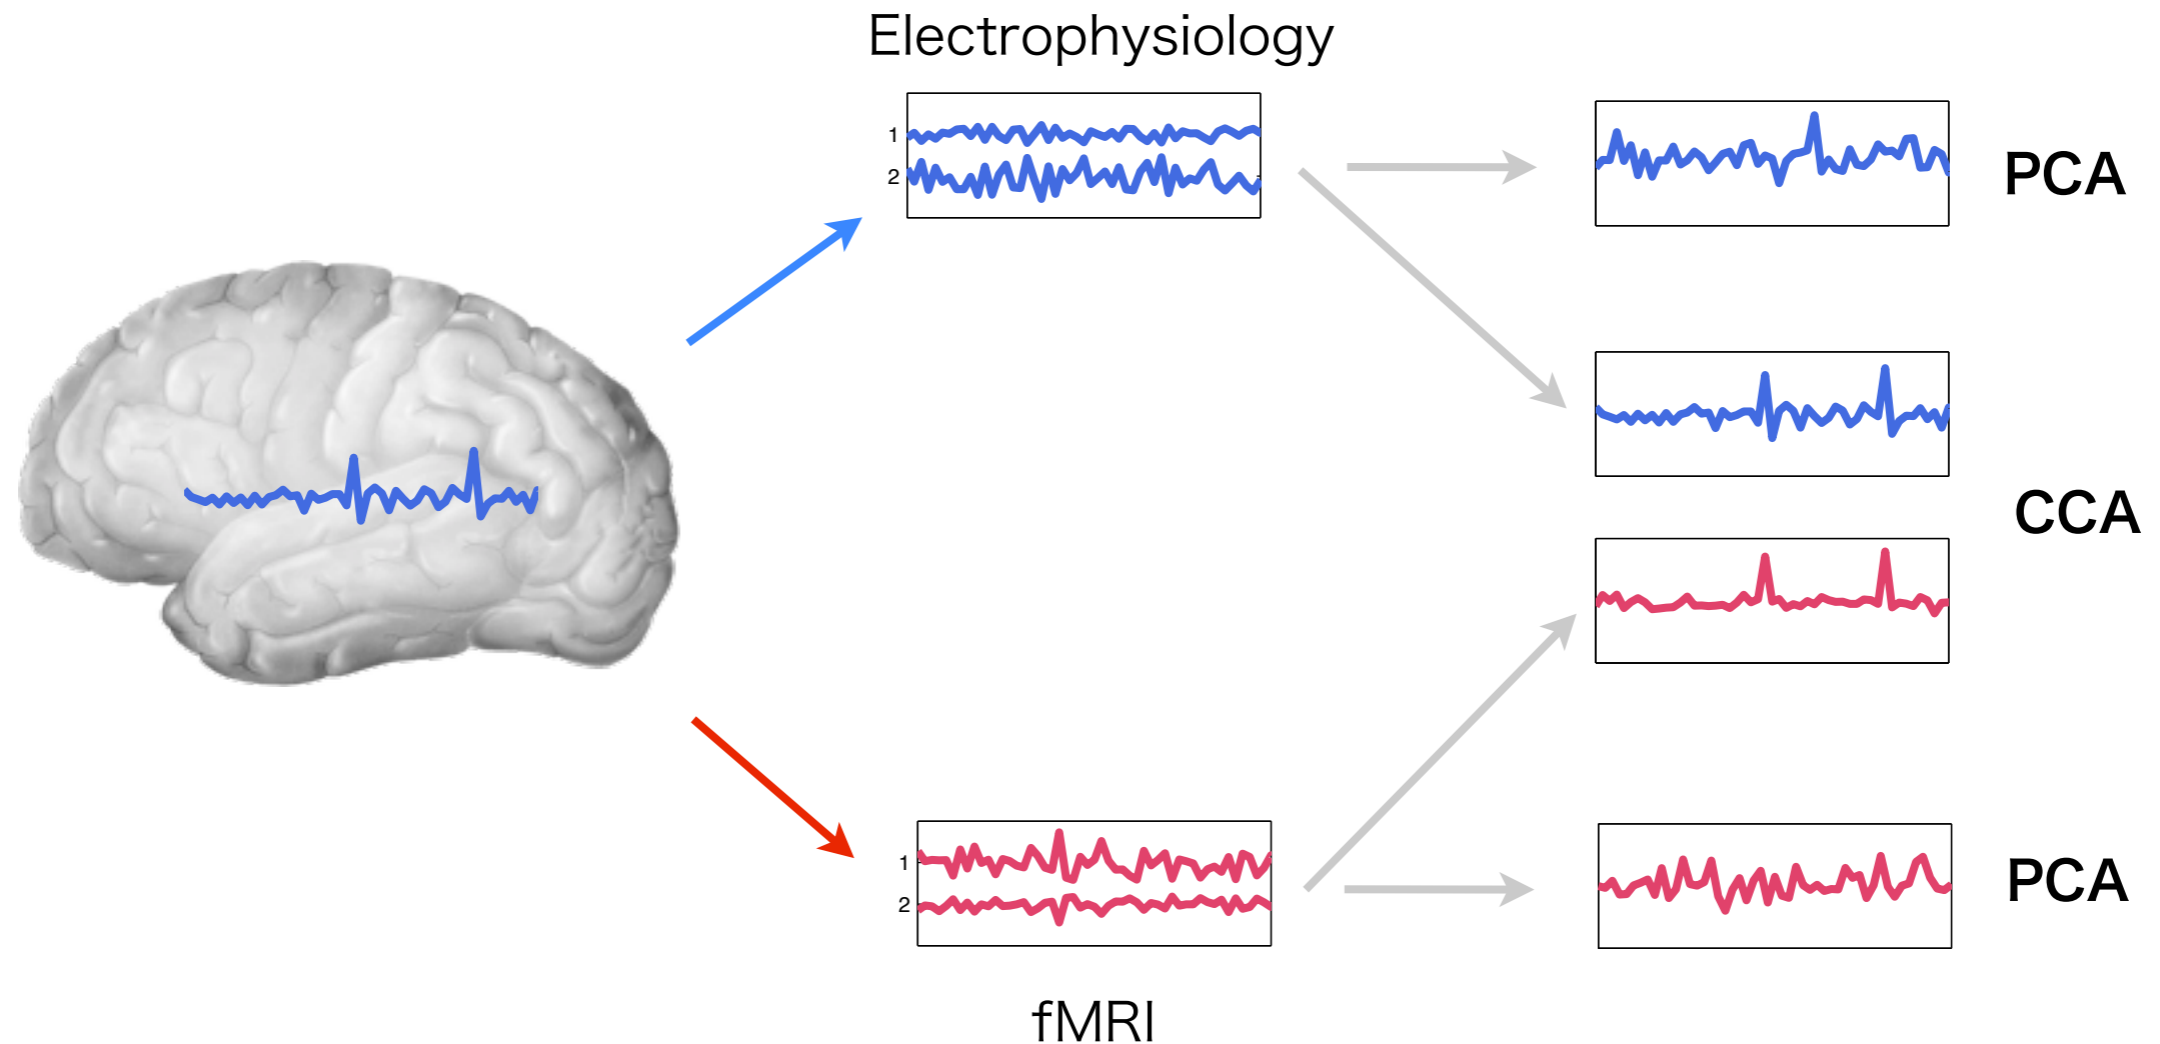 Electrophysiology
1
2
PCA
CCA
1
2
PCA
fMRI